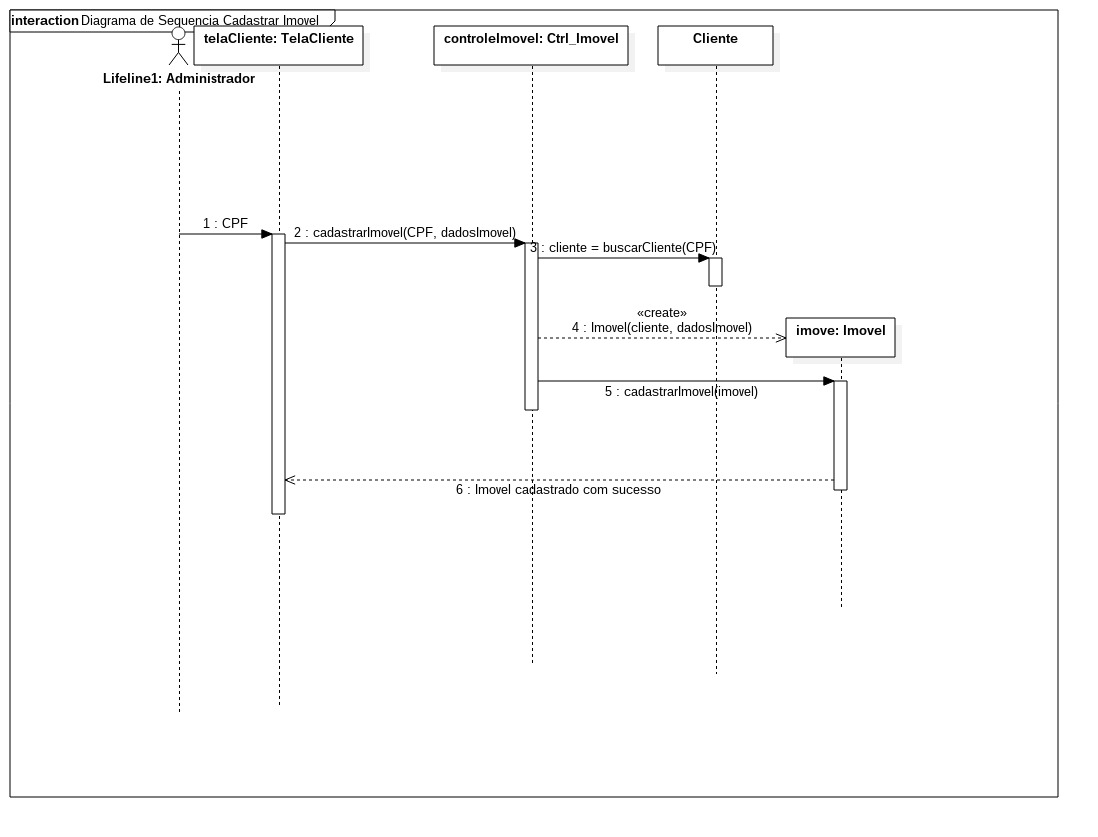 interaction Diagrama de Sequencia Cadastrar Imovel
telaCliente: TelaCliente
controleImovel: Ctrl_Imovel
Cliente
Lifeline1: Administrador
1 : CPF
2 : cadastrarImovel(CPF, dadosImovel)
3 : cliente = buscarCliente(CPF)
«create»
4 : Imovel(cliente, dadosImovel)
imove: Imovel
5 : cadastrarImovel(imovel)
6 : Imovel cadastrado com sucesso